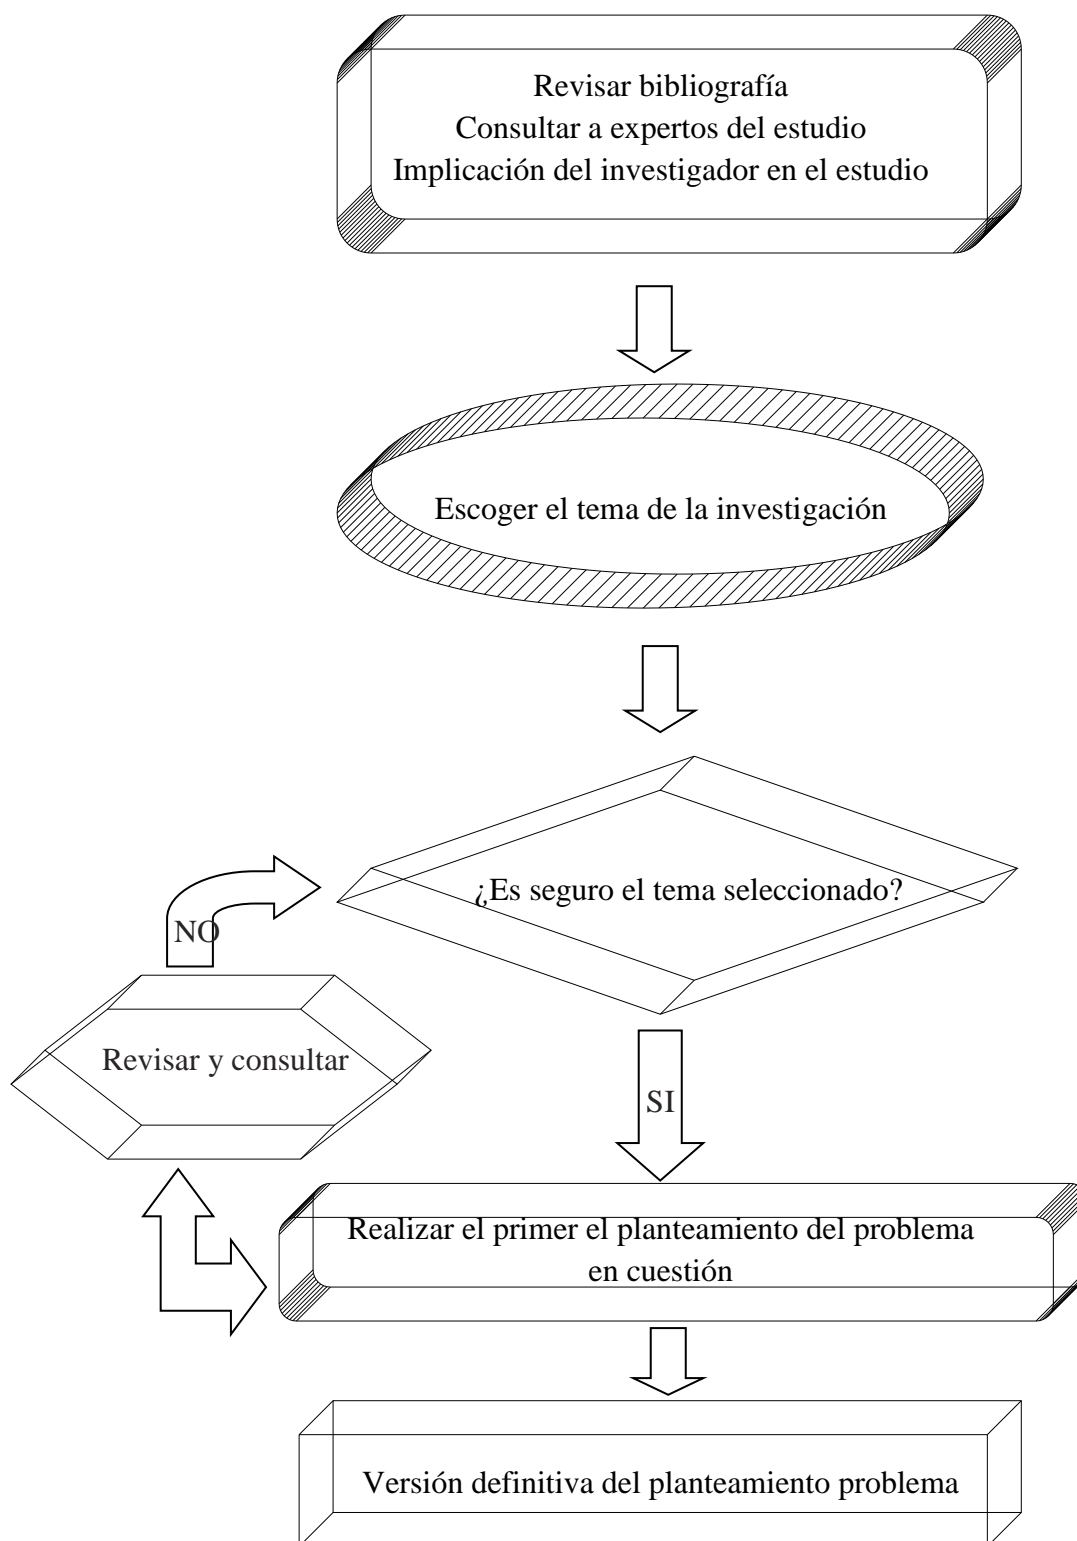 Revisar bibliografía
Consultar a expertos del estudio
Implicación del investigador en el estudio
Escoger el tema de la investigación
¿Es seguro el tema seleccionado?
NO
Revisar y consultar
SI
Realizar el primer el planteamiento del problema
en cuestión
Versión definitiva del planteamiento problema